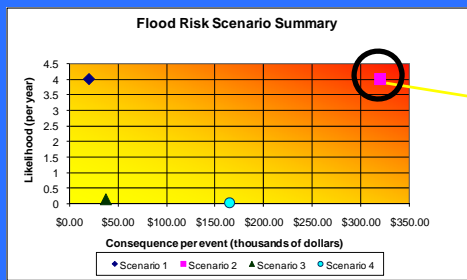 Flood Risk Scenario Summary
Likelihood (per year)
4.5
4
3.5
3
2.5
2
1.5
1
0.5
0
$0.00 $50.00 $100.00 $150.00 $200.00 $250.00 $300.00 $350.00
Consequence per event (thousands of dollars)
Scenario 1 Scenario 2 Scenario 3 Scenario 4